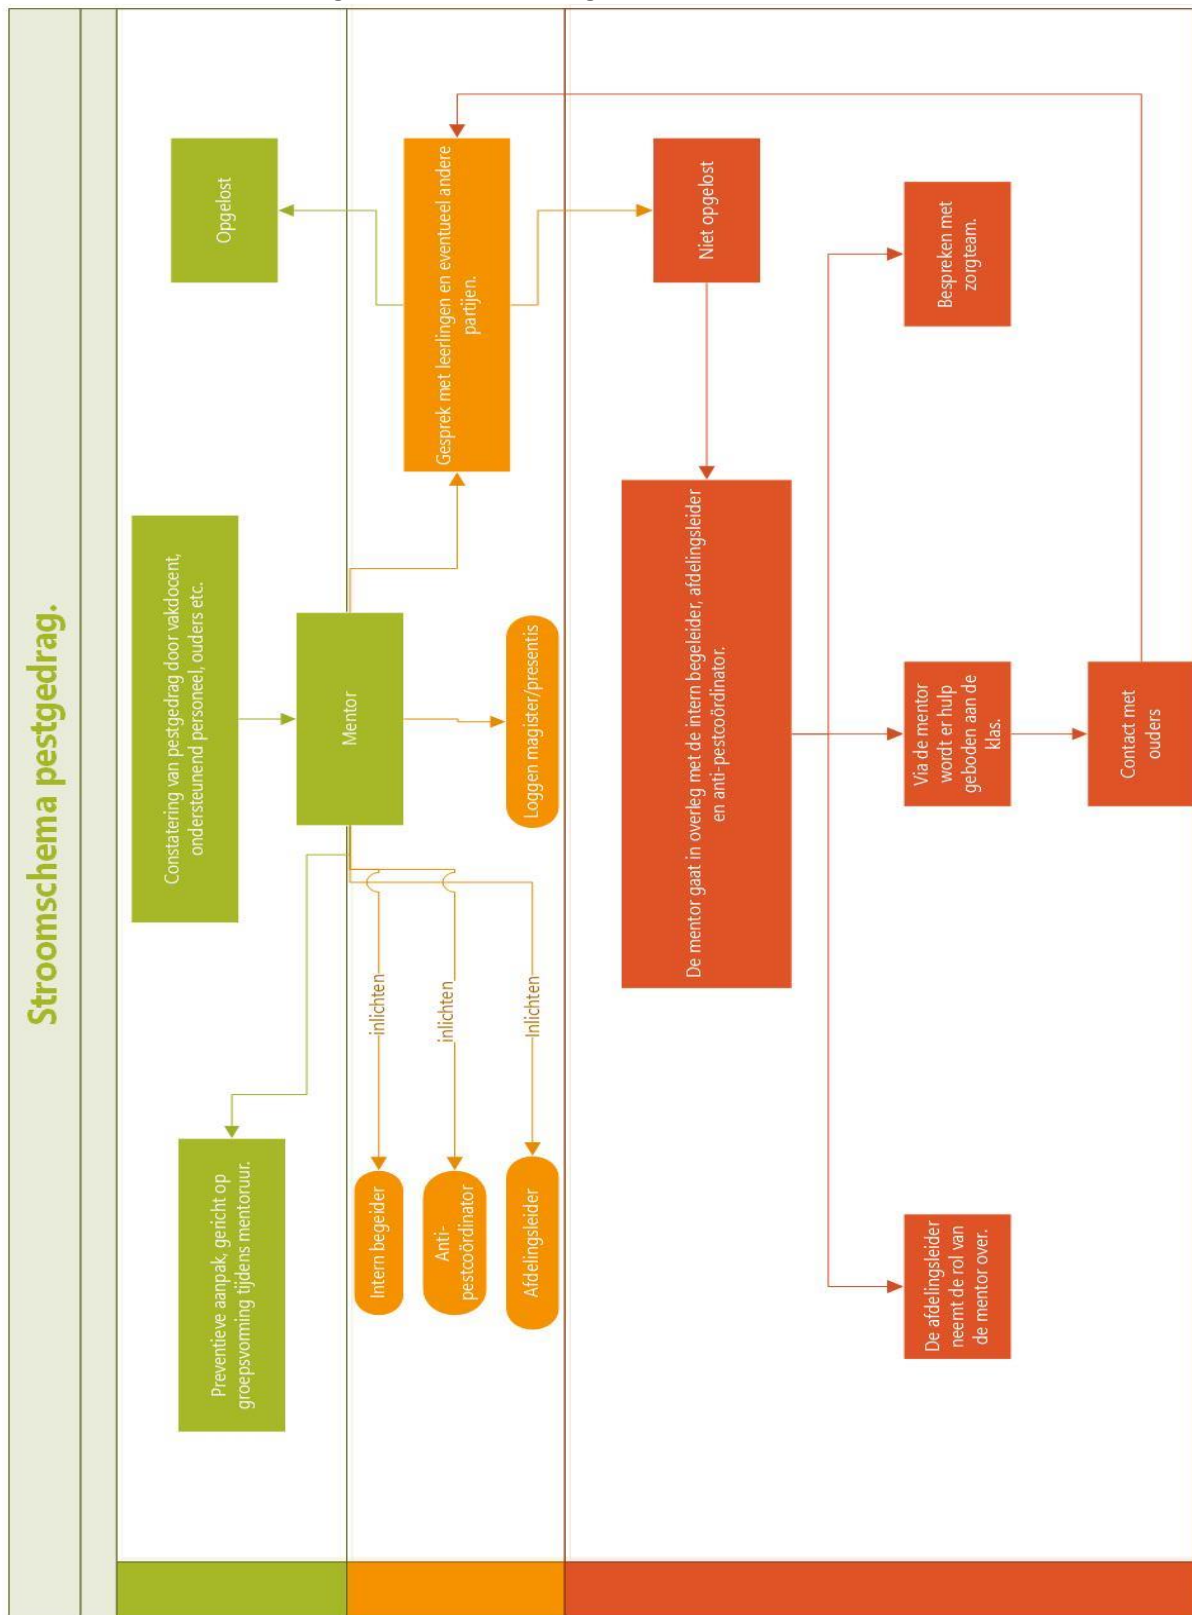 Stroomschema pestgedrag.
Preventieve aanpak, gericht op
groepsvorming tijdens mentoruur.
Constatering van pestgedrag door vakdocent,
ondersteunend personeel, ouders etc.
Opgelost
Mentor
inlichten
Intern begeider
inlichten
Anti-
pestcoördinator
Inlichten
Afdelingsleider
Loggen magister/presentis
Gesprek met leerlingen en eventueel andere
partijen.
Niet opgelost
De mentor gaat in overleg met de intern begeleider, afdelingsleider
en anti-pestcoördinator.
De afdelingsleider
neemt de rol van
de mentor over.
Via de mentor
wordt er hulp
geboden aan de
klas.
Bespreken met
zorgteam.
Contact met
ouders